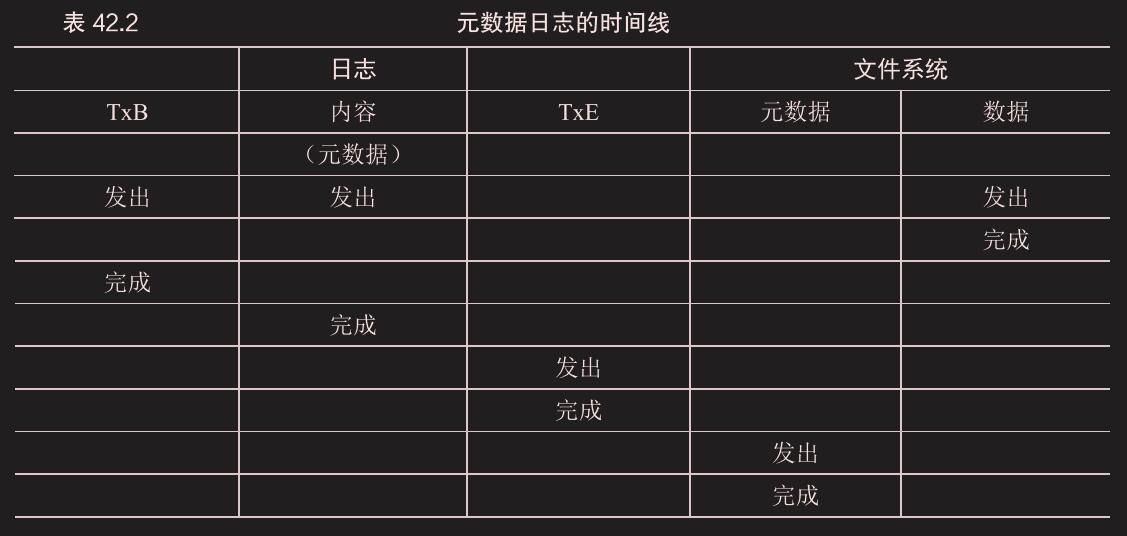 表 42.2 元数据日志的时间线
日志 文件系统
TxB 内容 TxE 元数据 数据
（元数据）
发出 发出 发出
完成
完成
完成
发出
完成
发出
完成